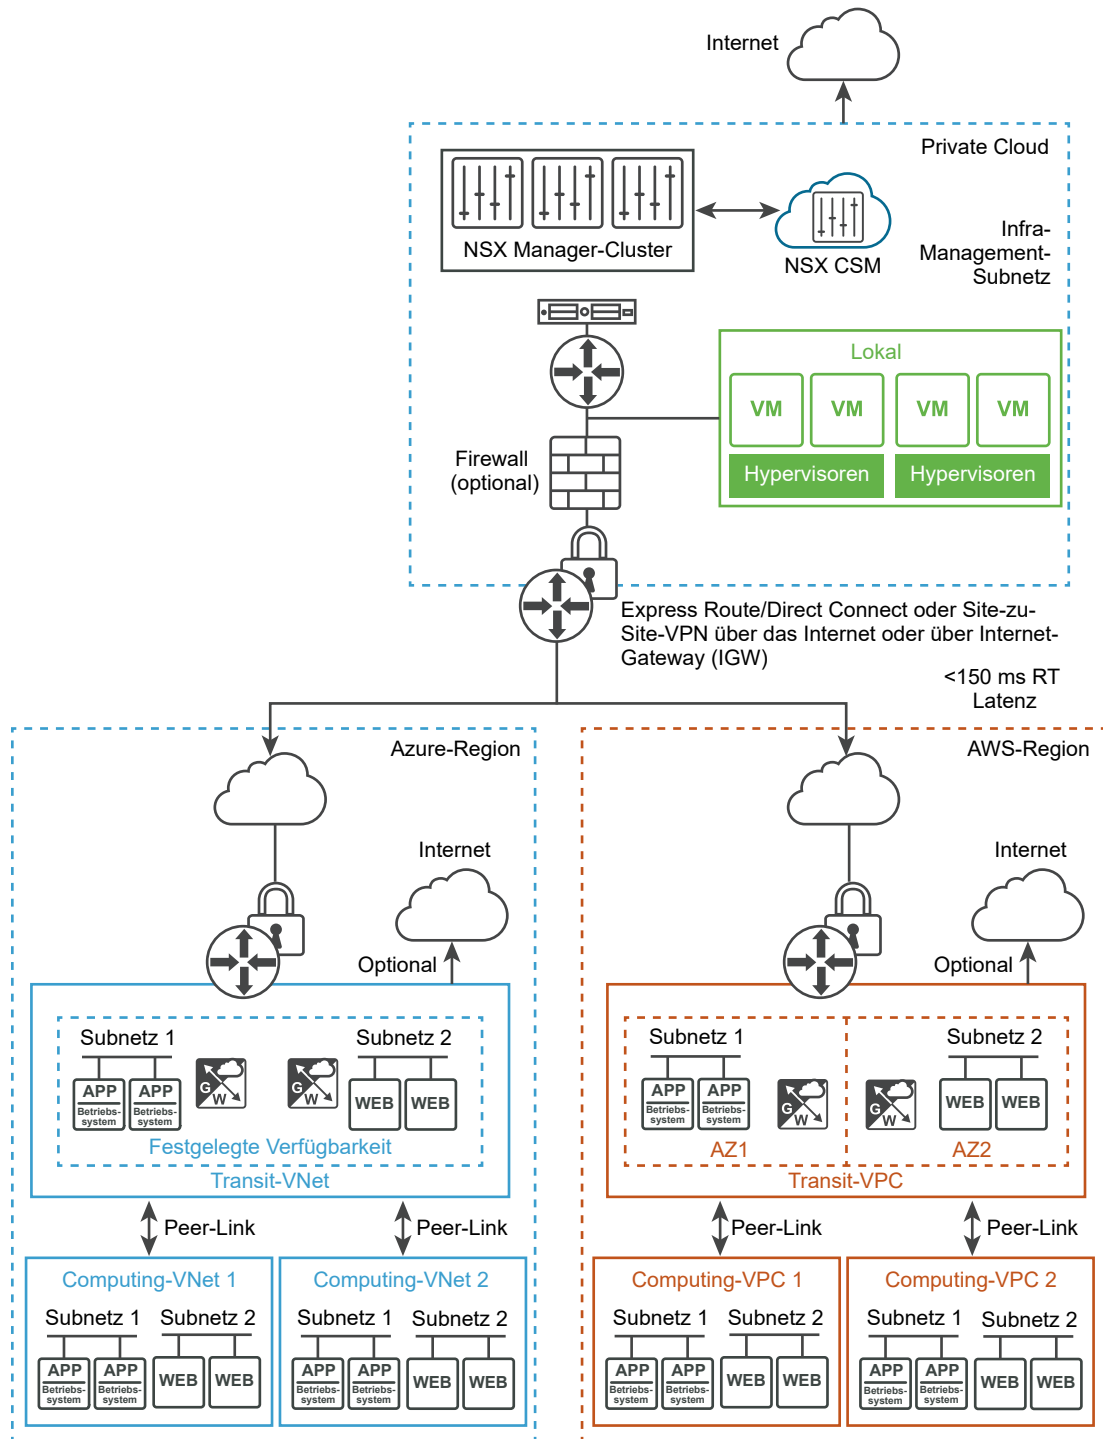 Internet
Private Cloud
NSX Manager-Cluster
NSX CSM
Infra-
Management-
Subnetz
Lokal
VM
VM
VM
VM
Hypervisoren
Hypervisoren
Firewall
(optional)
Express Route/Direct Connect oder Site-zu-
Site-VPN über das Internet oder über Internet-
Gateway (IGW)
<150 ms RT
Latenz
Azure-Region
Internet
Optional
Subnetz 1
Subnetz 2
APP
Betriebs-
system
APP
Betriebs-
system
G
W
G
W
WEB
WEB
Festgelegte Verfügbarkeit
Transit-VNet
Peer-Link
Peer-Link
Computing-VNet 1
Subnetz 1
Subnetz 2
APP
Betriebs-
system
APP
Betriebs-
system
WEB
WEB
Computing-VNet 2
Subnetz 1
Subnetz 2
APP
Betriebs-
system
APP
Betriebs-
system
WEB
WEB
AWS-Region
Internet
Optional
Subnetz 1
Subnetz 2
APP
Betriebs-
system
APP
Betriebs-
system
G
W
G
W
WEB
WEB
AZ1
AZ2
Transit-VPC
Peer-Link
Peer-Link
Computing-VPC 1
Subnetz 1
Subnetz 2
APP
Betriebs-
system
APP
Betriebs-
system
WEB
WEB
Computing-VPC 2
Subnetz 1
Subnetz 2
APP
Betriebs-
system
APP
Betriebs-
system
WEB
WEB